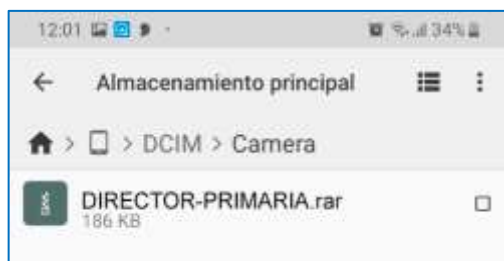 12:01 34%
Almacenamiento principal
> DCIM > Camera
DIRECTOR-PRIMARIA.rar
186 KB